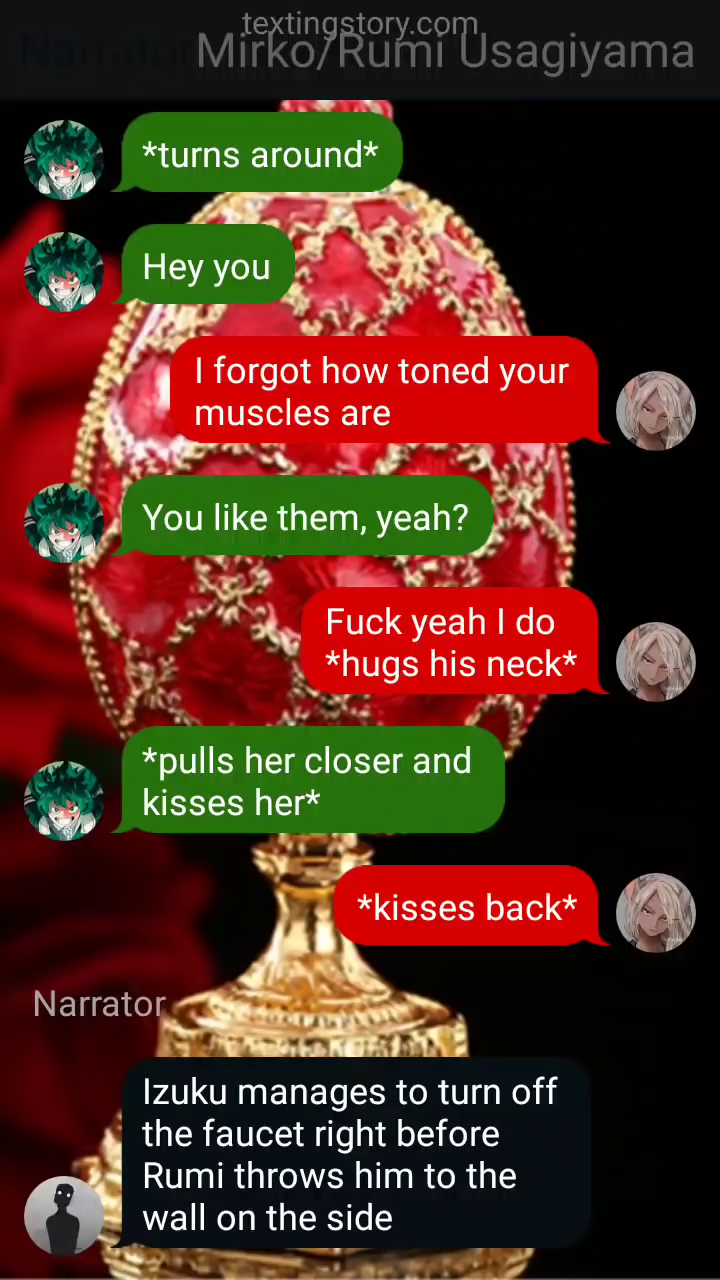 textingstory.com
Narrator
Mirko/Rumi Usagiyama
*turns around*
Hey you
I forgot how toned your
muscles are
You like them, yeah?
Fuck yeah I do
*hugs his neck*
*pulls her closer and
kisses her*
*kisses back*
Narrator
Izuku manages to turn off
the faucet right before
Rumi throws him to the
wall on the side